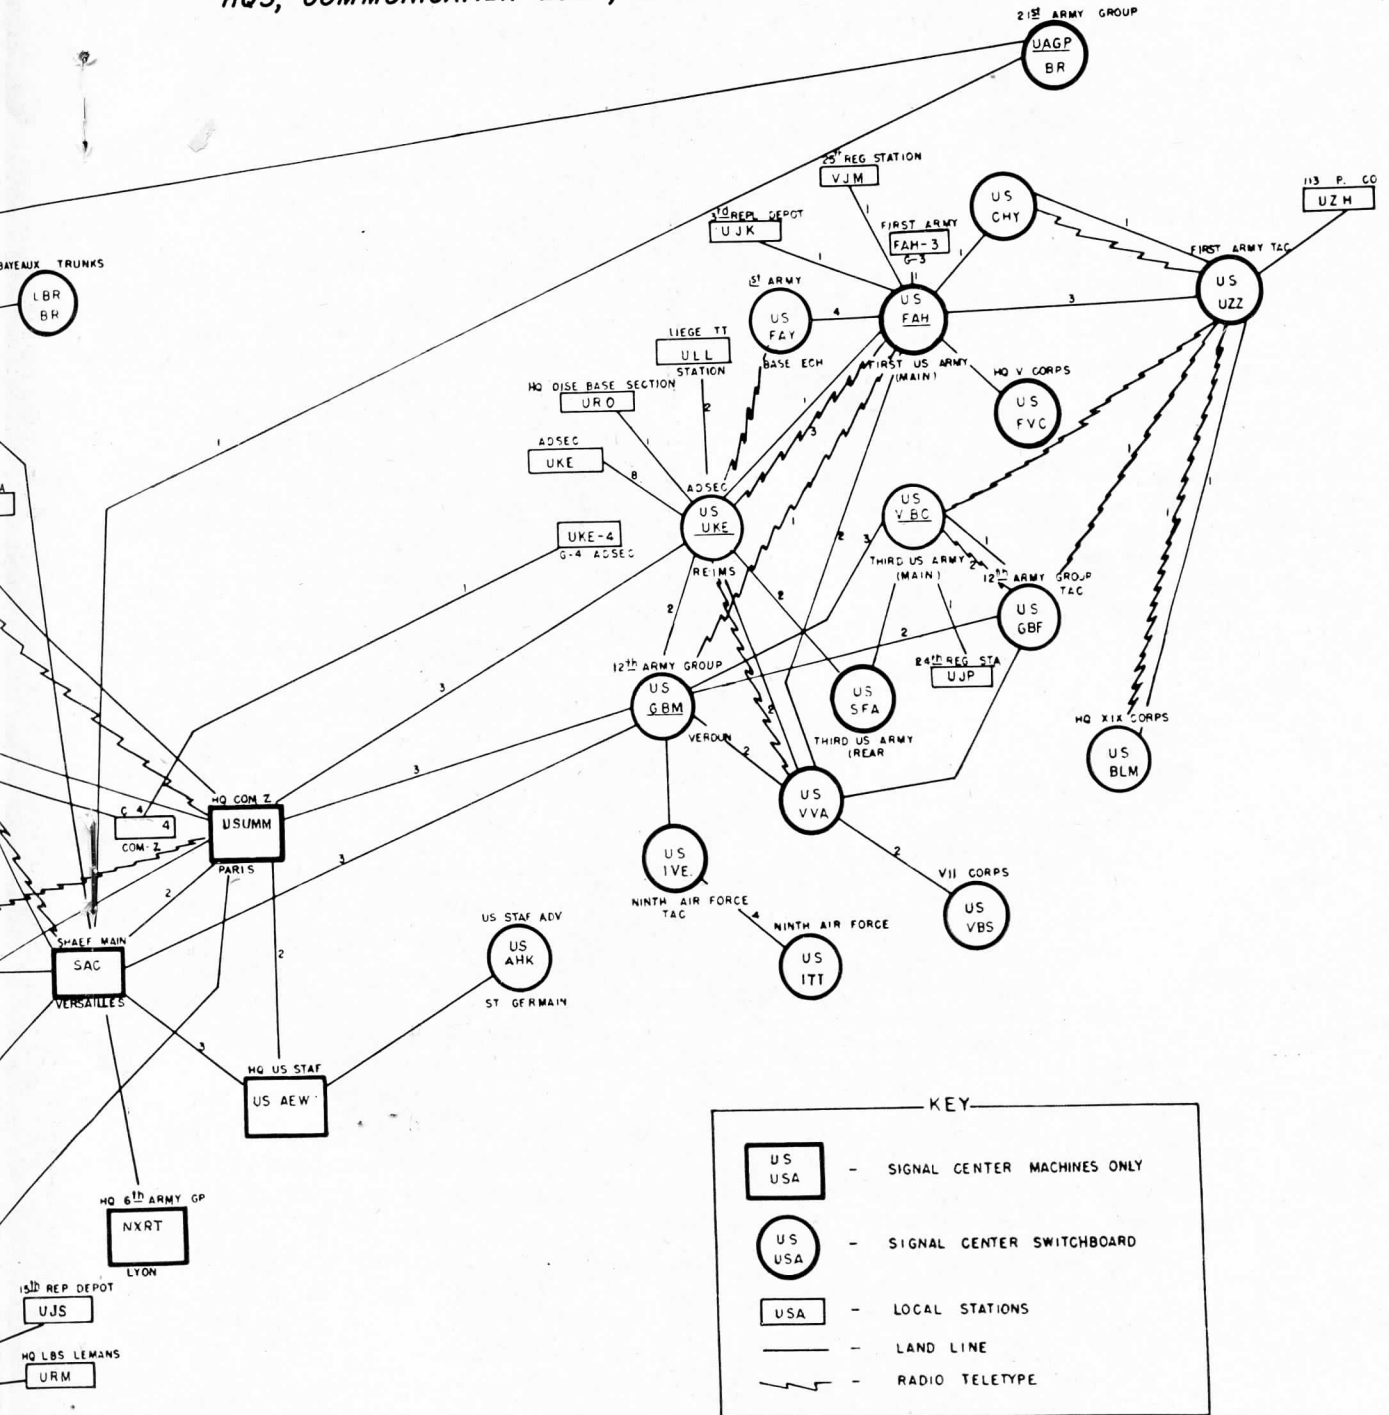 HQS, COMMUNICATION
21st ARMY GROUP
UAGP
BR
25th REG STATION
VJM
3rd REPL DEPOT
UJK
FIRST ARMY
FAH-3
G-3
US
CHY
113 P. CO
UZH
FIRST ARMY TAC
US
UZZ
BAYEAUX TRUNKS
LBR
BR
1st ARMY
US
FAY
BASE ECH
US
FAH
FIRST US ARMY
(MAIN)
LIEGE TT
ULL
STATION
HQ V CORPS
US
FVC
HQ OISE BASE SECTION
URO
ADSEC
UKE
ADSEC
US
UKE
REIMS
UKE-4
G-4 ADSEC
US
VBC
THIRD US ARMY
(MAIN)
12th ARMY GROUP
TAC
US
GBF
24th REG STA
UJP
12th ARMY GROUP
US
GBM
VERDUN
US
SFA
THIRD US ARMY
(REAR
HQ XIX CORPS
US
BLM
US
VVA
HQ COM Z
USUMM
PARIS
4
COM-Z
US
IVE.
NINTH AIR FORCE
TAC
VII CORPS
US
VBS
NINTH AIR FORCE
US
ITT
US STAF ADV
US
AHK
ST GERMAIN
SHAEF MAIN
SAC
VERSAILLES
HQ US STAF
US AEW
HQ 6th ARMY GP
NXRT
LYON
15th REP DEPOT
UJS
HQ LBS LEMANS
URM
KEY
US
USA
- SIGNAL CENTER MACHINES ONLY
US
USA
- SIGNAL CENTER SWITCHBOARD
USA
- LOCAL STATIONS
- LAND LINE
- RADIO TELETYPE